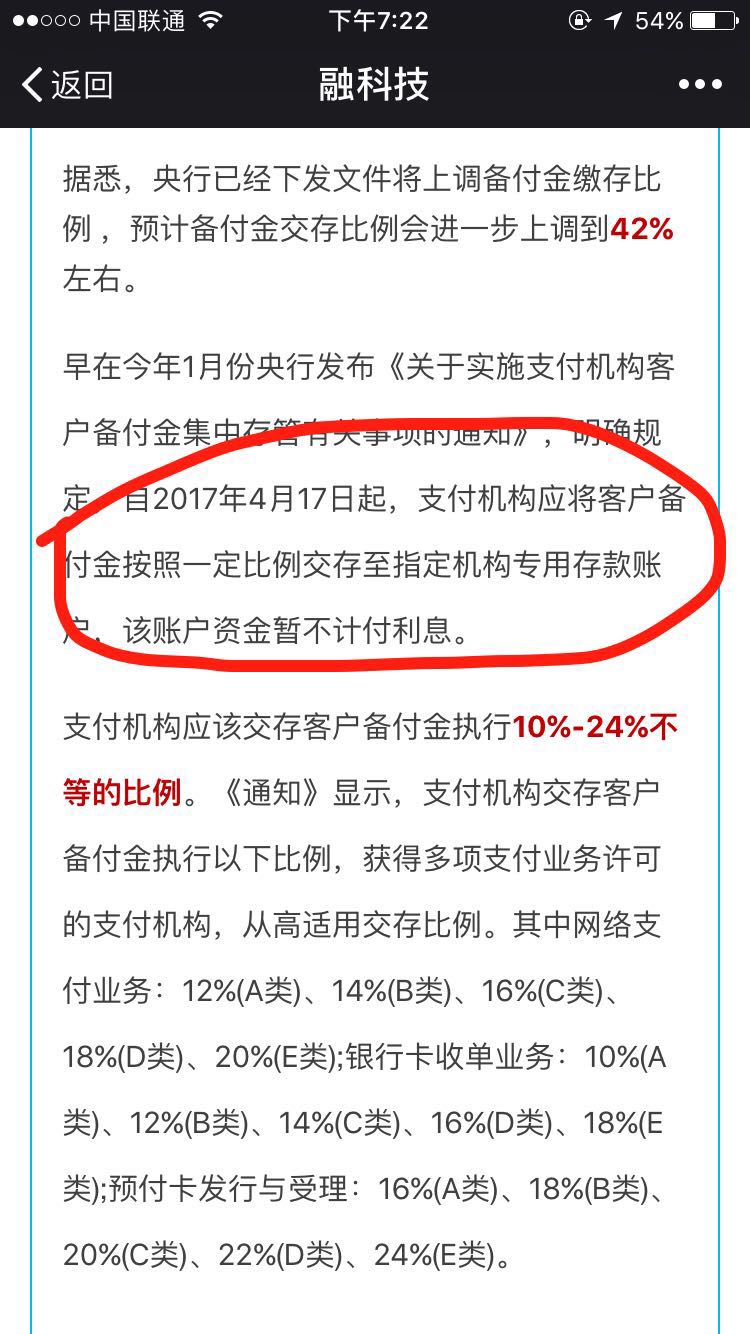 中国联通 下午7:22 54%
返回 融科技
据悉，央行已经下发文件将上调备付金缴存比
例 ，预计备付金交存比例会进一步上调到42%
左右。
早在今年1月份央行发布《关于实施支付机构客
户备付金集中存管有关事项的通知》，明确规
定，自2017年4月17日起，支付机构应将客户备
付金按照一定比例交存至指定机构专用存款账
户，该账户资金暂不计付利息。
支付机构应该交存客户备付金执行10%-24%不
等的比例。《通知》显示，支付机构交存客户
备付金执行以下比例，获得多项支付业务许可
的支付机构，从高适用交存比例。其中网络支
付业务：12%(A类)、14%(B类)、16%(C类)、
18%(D类)、20%(E类);银行卡收单业务：10%(A
类)、12%(B类)、14%(C类)、16%(D类)、18%(E
类);预付卡发行与受理：16%(A类)、18%(B类)、
20%(C类)、22%(D类)、24%(E类)。